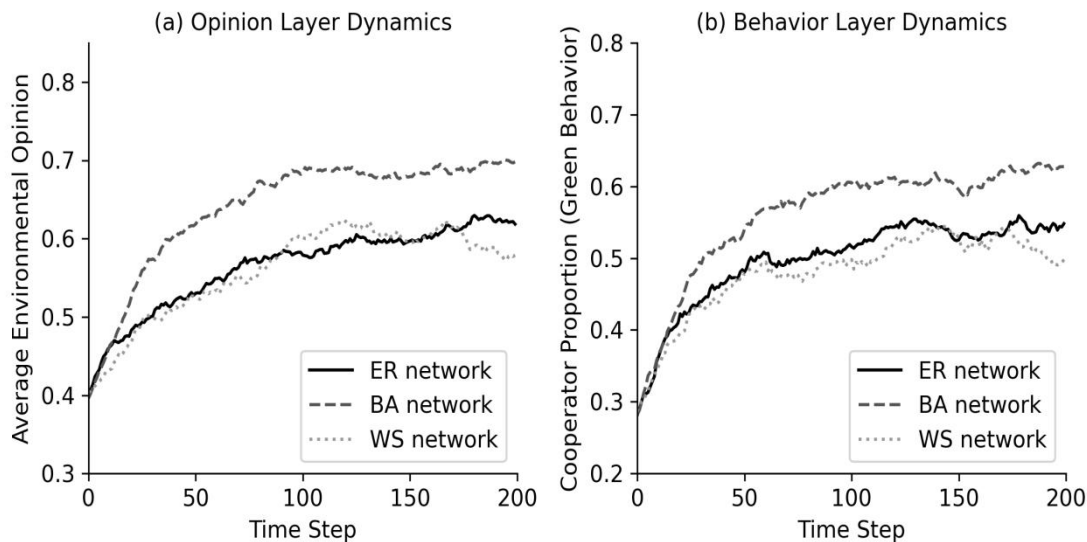 (a) Opinion Layer Dynamics
Average Environmental Opinion
0.8
0.7
0.6
0.5
0.4
0.3
0
50
100
150
200
Time Step
ER network
BA network
WS network
(b) Behavior Layer Dynamics
Cooperator Proportion (Green Behavior)
0.8
0.7
0.6
0.5
0.4
0.3
0.2
0
50
100
150
200
Time Step
ER network
BA network
WS network